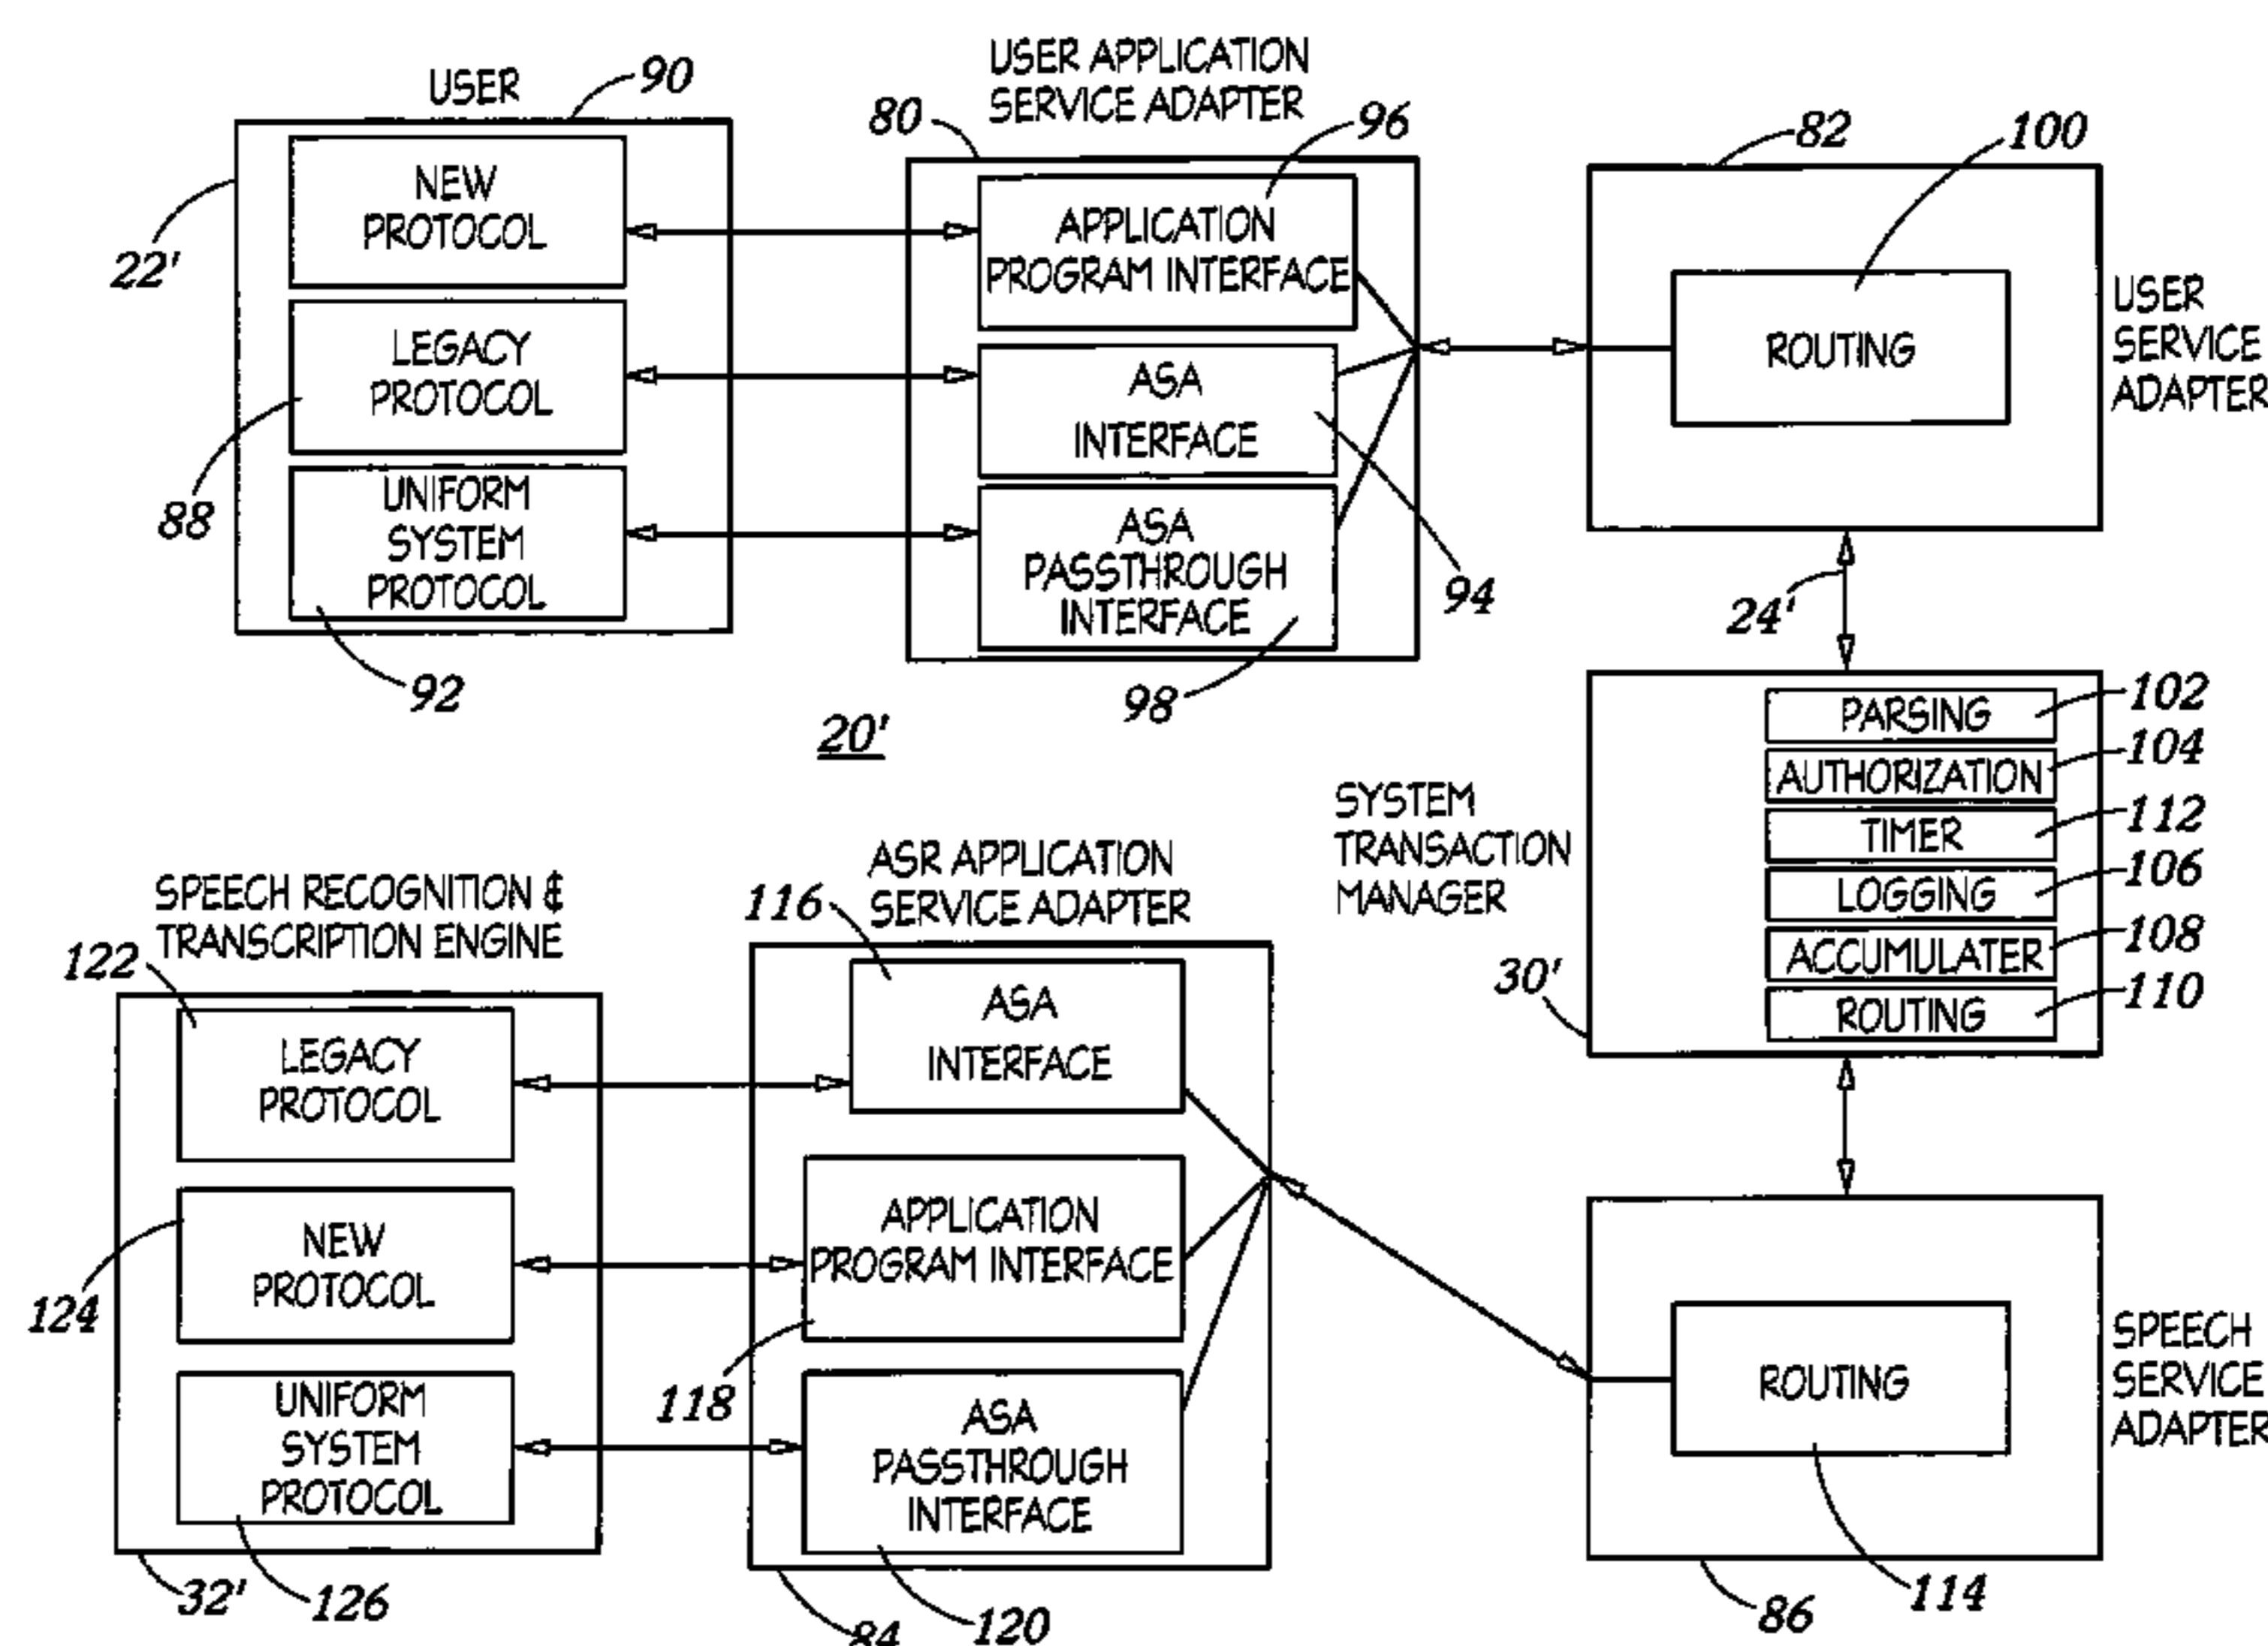 USER
90
22'
NEW
PROTOCOL
LEGACY
PROTOCOL
88
UNIFORM
SYSTEM
PROTOCOL
92
USER APPLICATION
SERVICE ADAPTER
80
96
APPLICATION
PROGRAM INTERFACE
ASA
INTERFACE
94
ASA
PASSTHROUGH
INTERFACE
98
82
100
ROUTING
USER
SERVICE
ADAPTER
24'
20'
SYSTEM
TRANSACTION
MANAGER
30'
PARSING
102
AUTHORIZATION
104
TIMER
112
LOGGING
106
ACCUMULATER
108
ROUTING
110
SPEECH RECOGNITION &
TRANSCRIPTION ENGINE
122
LEGACY
PROTOCOL
NEW
PROTOCOL
124
UNIFORM
SYSTEM
PROTOCOL
32'
126
ASR APPLICATION
SERVICE ADAPTER
116
ASA
INTERFACE
APPLICATION
PROGRAM INTERFACE
118
ASA
PASSTHROUGH
INTERFACE
84
120
ROUTING
SPEECH
SERVICE
ADAPTER
86
114